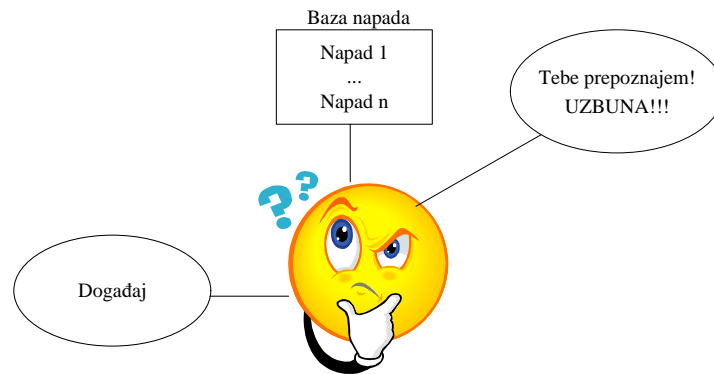 Baza napada
Napad 1
...
Napad n
Tebe prepoznajem!
UZBUNA!!!
??
Događaj